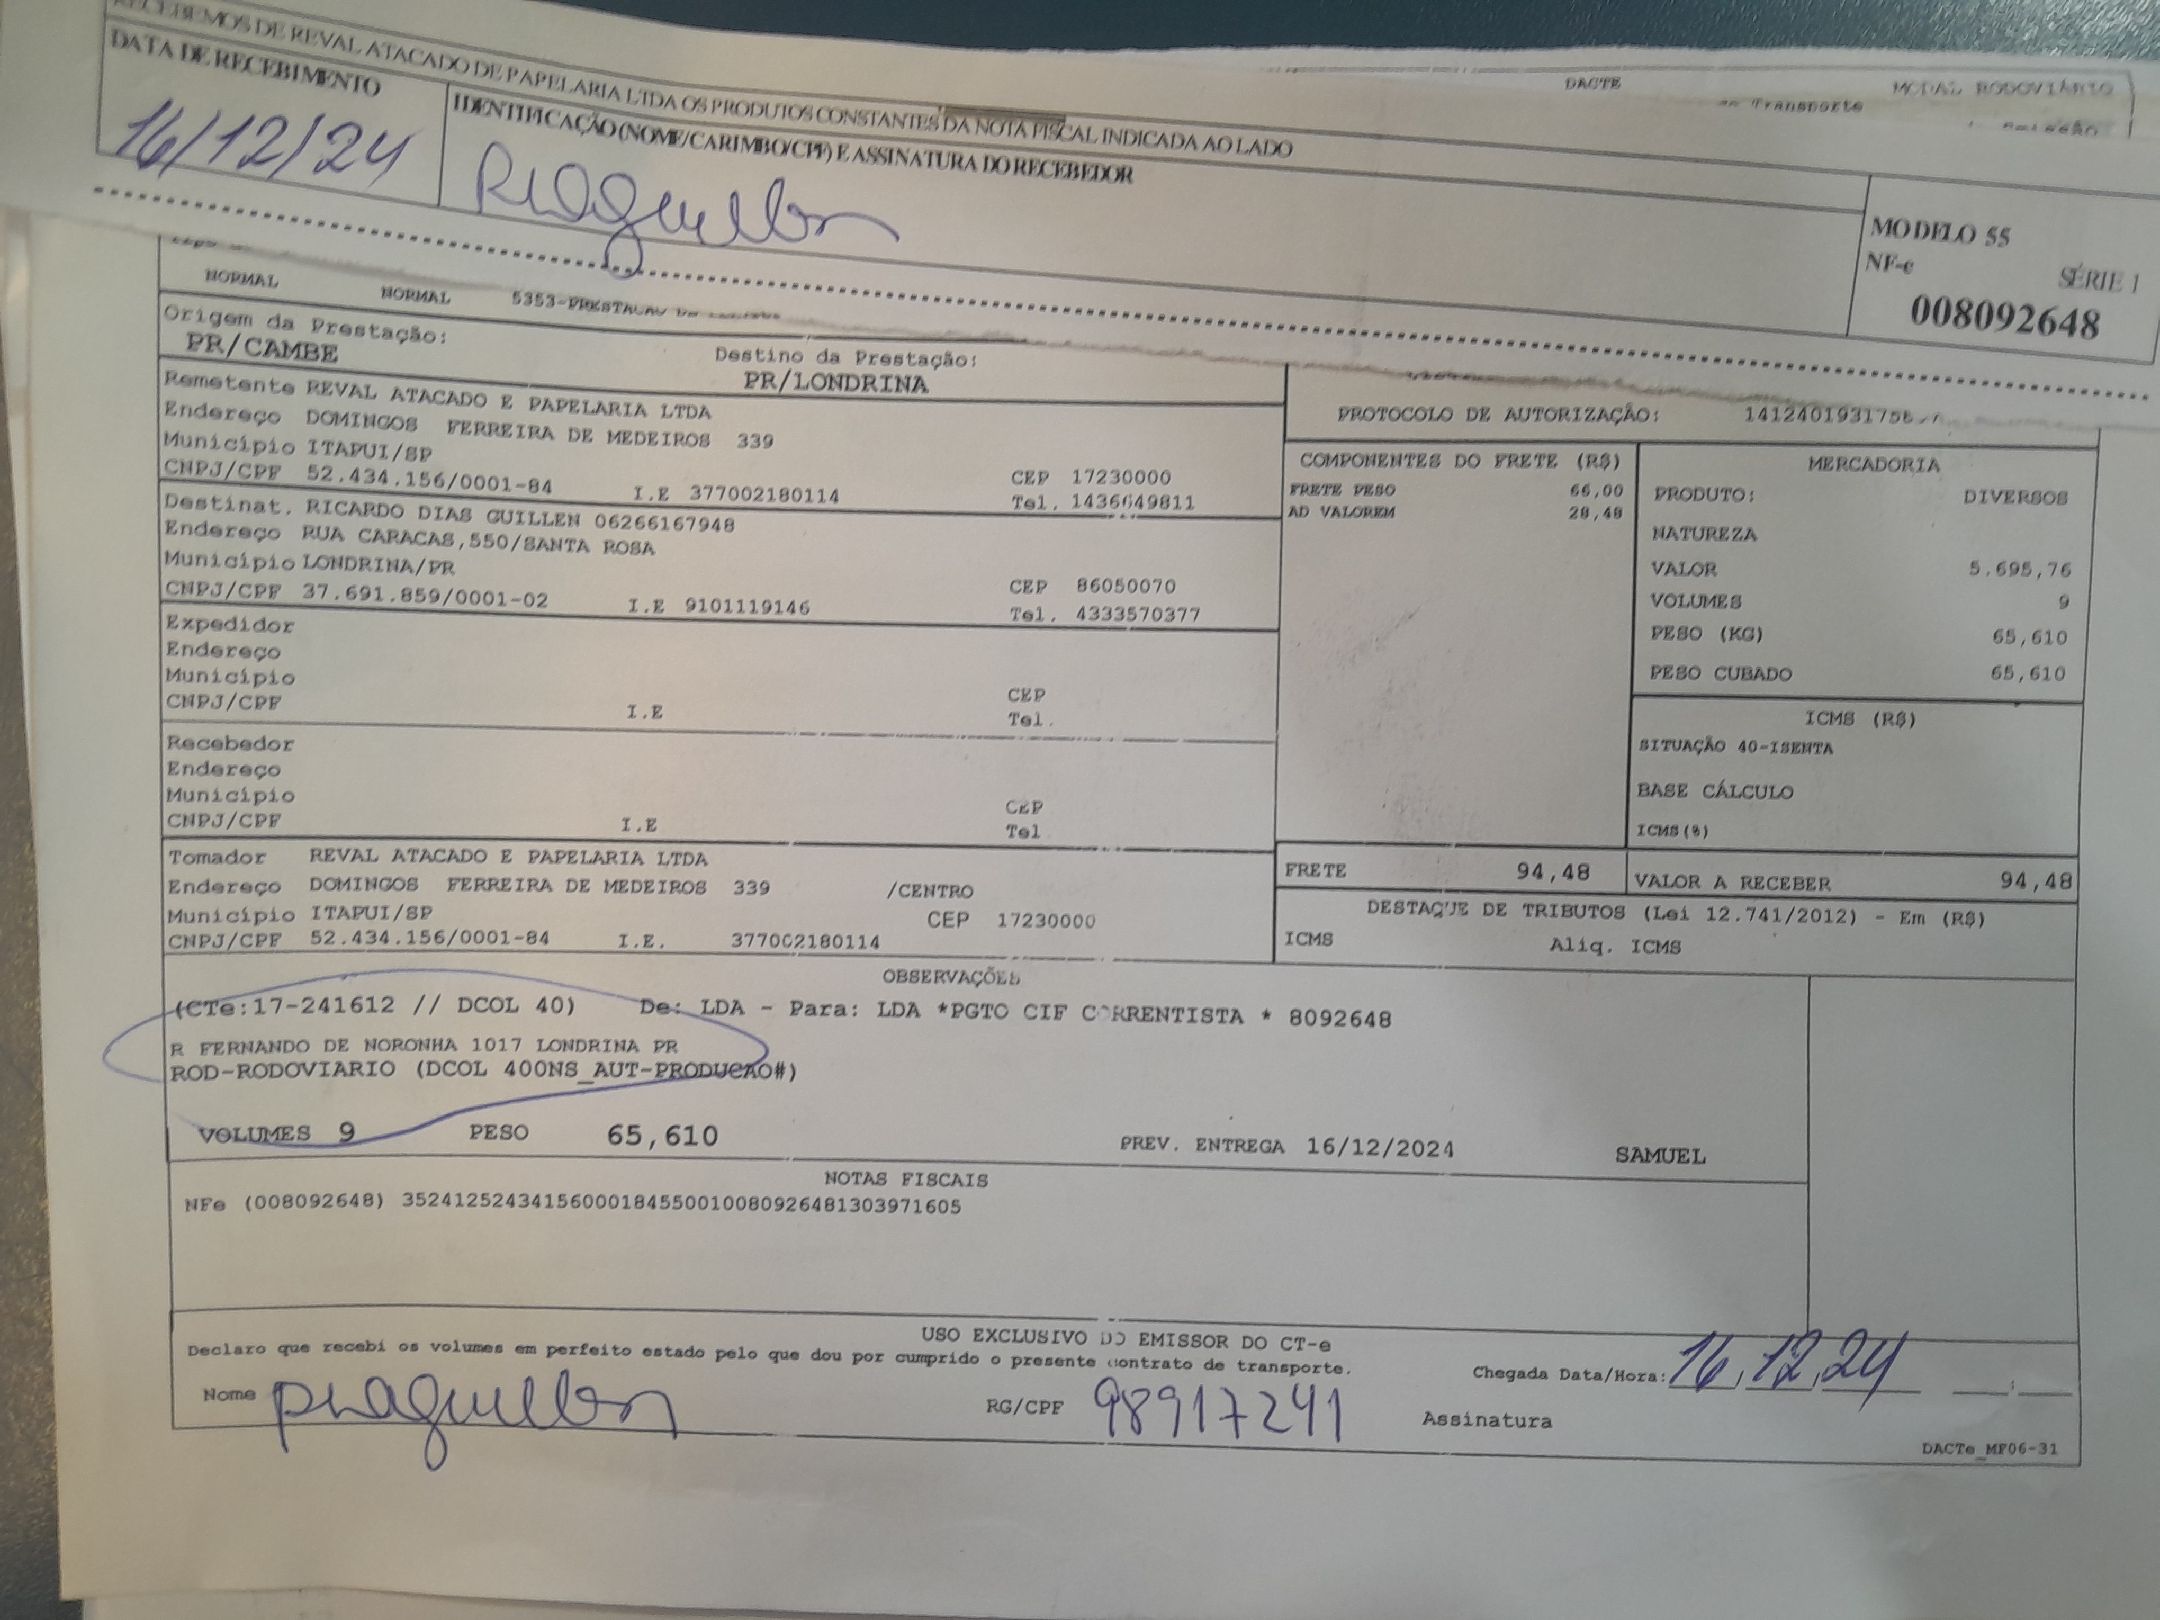 RECEBEMOS DE REVAL ATACADO DE PAPELARIA LTDA OS PRODUTOS CONSTANTES DA NOTA FISCAL INDICADA AO LADO
DATA DE RECEBIMENTO
16/12/24
IDENTIFICAÇÃO (NOME/CARIMBO/CPF) E ASSINATURA DO RECEBEDOR
MODELO 55
NF-e SÉRIE 1
008092648
DACTE MODAL RODOVIÁRIO
Transporte
NORMAL NORMAL 5353-PRESTACAO
Origem da Prestação: Destino da Prestação:
PR/CAMBE PR/LONDRINA
Remetente REVAL ATACADO E PAPELARIA LTDA
Endereço DOMINGOS FERREIRA DE MEDEIROS 339
Município ITAPUI/SP CEP 17230000
CNPJ/CPF 52.434.156/0001-84 I.E 377002180114 Tel. 1436649811
Destinat. RICARDO DIAS GUILLEN 06266167948
Endereço RUA CARACAS,550/SANTA ROSA
Município LONDRINA/PR CEP 86050070
CNPJ/CPF 37.691.859/0001-02 I.E 9101119146 Tel. 4333570377
Expedidor
Endereço
Município CEP
CNPJ/CPF I.E Tel.
Recebedor
Endereço
Município CEP
CNPJ/CPF I.E Tel
Tomador REVAL ATACADO E PAPELARIA LTDA
Endereço DOMINGOS FERREIRA DE MEDEIROS 339 /CENTRO
Município ITAPUI/SP CEP 17230000
CNPJ/CPF 52.434.156/0001-84 I.E. 377002180114
PROTOCOLO DE AUTORIZAÇÃO:
COMPONENTES DO FRETE (R$)
FRETE PESO 66,00
AD VALOREM 28,48
MERCADORIA
PRODUTO: DIVERSOS
NATUREZA
VALOR 5.695,76
VOLUMES 9
PESO (KG) 65,610
PESO CUBADO 65,610
ICMS (R$)
SITUAÇÃO 40-ISENTA
BASE CÁLCULO
ICMS(%)
FRETE 94,48 VALOR A RECEBER 94,48
DESTAQUE DE TRIBUTOS (Lei 12.741/2012) - Em (R$)
ICMS Aliq. ICMS
OBSERVAÇÕES
(CTe:17-241612 // DCOL 40) De: LDA - Para: LDA *PGTO CIF CORRENTISTA * 8092648
R FERNANDO DE NORONHA 1017 LONDRINA PR
ROD-RODOVIARIO (DCOL 400NS_AUT-PRODUCAO#)
VOLUMES 9 PESO 65,610 PREV. ENTREGA 16/12/2024 SAMUEL
NOTAS FISCAIS
NFe (008092648) 35241252434156000184550010080926481303971605
USO EXCLUSIVO DO EMISSOR DO CT-e
Declaro que recebi os volumes em perfeito estado pelo que dou por cumprido o presente contrato de transporte.
Chegada Data/Hora: 16,12,24
Nome RG/CPF 98917241 Assinatura
DACTe_MF06-31